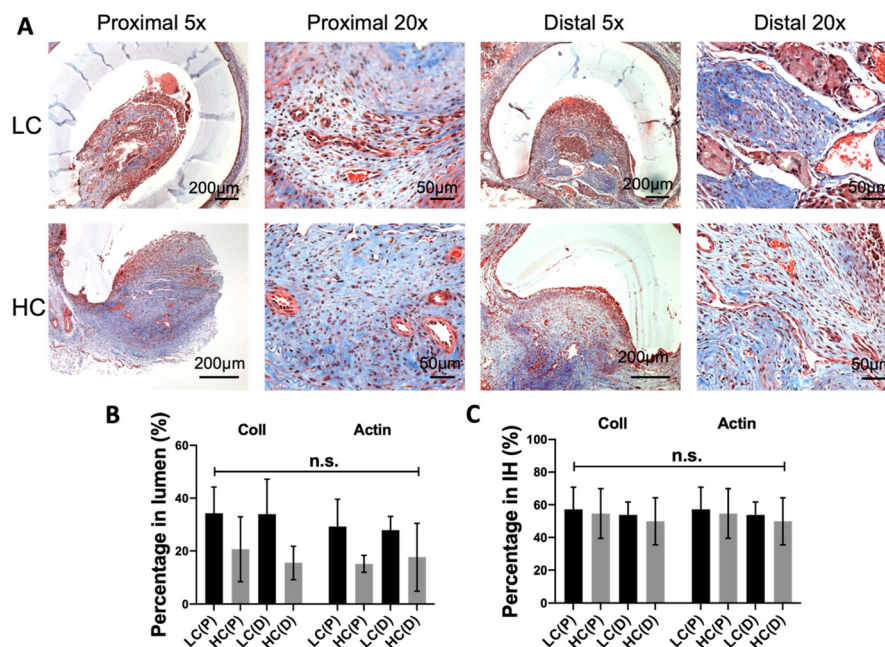 A
Proximal 5x Proximal 20x Distal 5x Distal 20x
LC
200μm 50μm 200μm 50μm
HC
200μm 50μm 200μm 50μm
B
Coll Actin
n.s.
Percentage in lumen (%)
60
40
20
0
LC(P) HC(P) LC(D) HC(D) LC(P) HC(P) LC(D) HC(D)
C
Coll Actin
n.s.
Percentage in IH (%)
100
80
60
40
20
0
LC(P) HC(P) LC(D) HC(D) LC(P) HC(P) LC(D) HC(D)